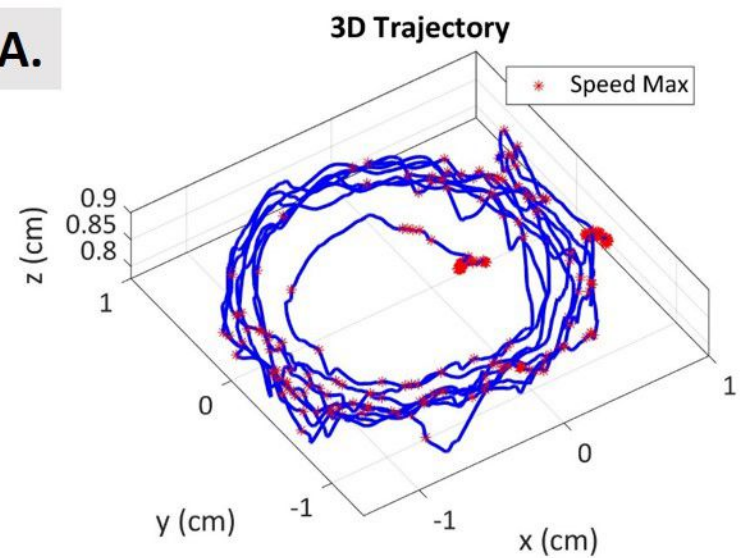 A.
3D Trajectory
Speed Max
0.9
0.85
0.8
z (cm)
1
0
-1
y (cm)
-1
0
1
x (cm)